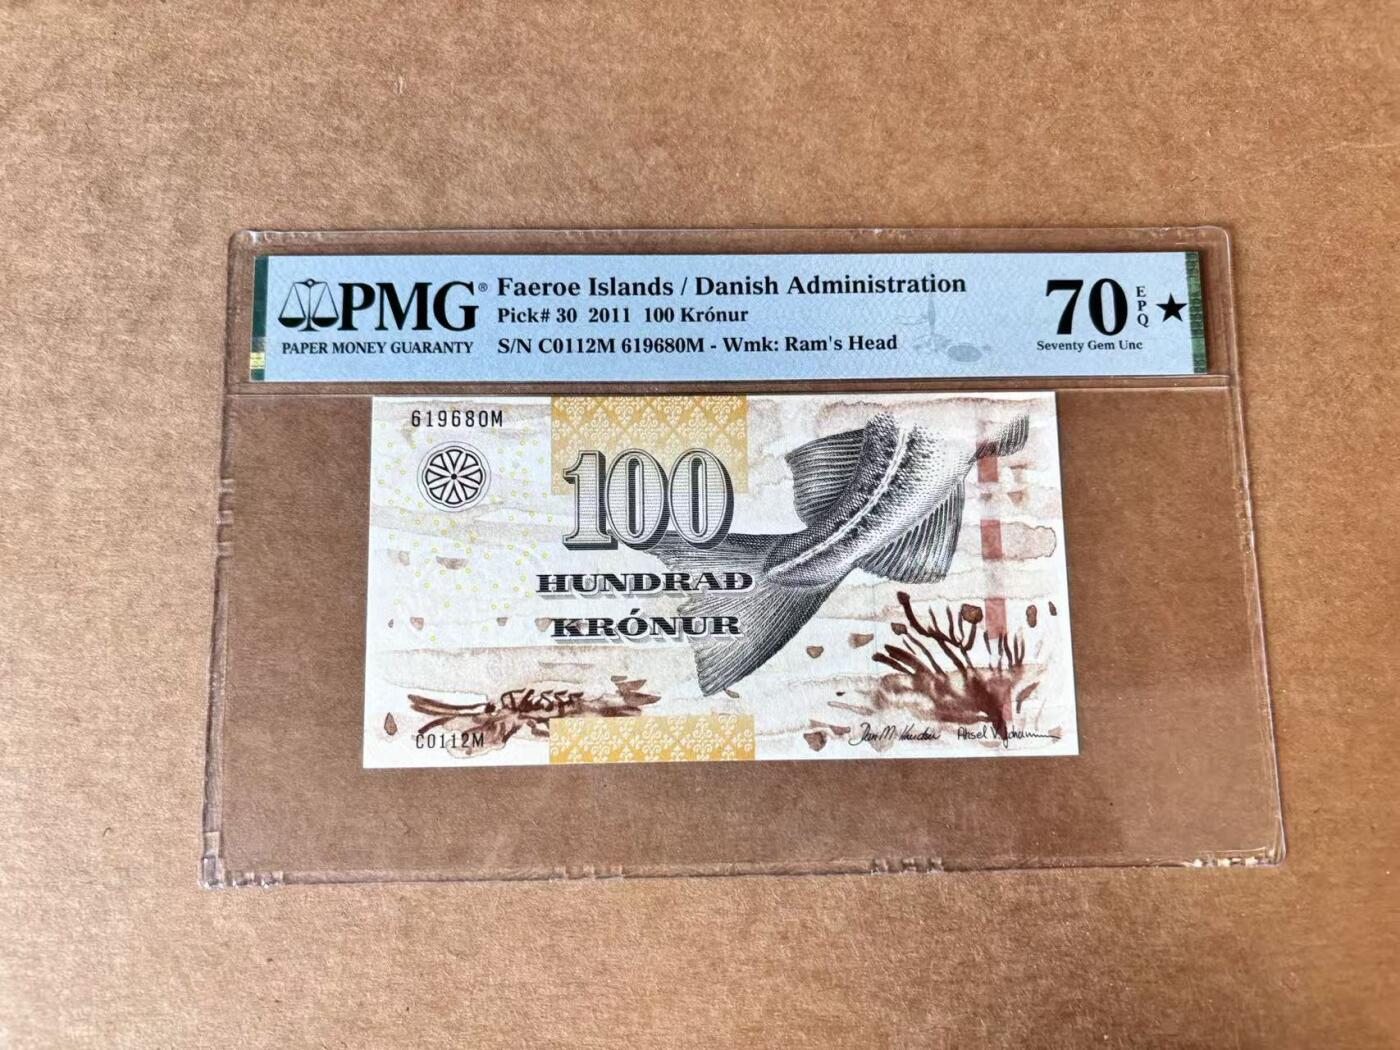 PMG®
PAPER MONEY GUARANTY
Faeroe Islands / Danish Administration
Pick# 30 2011 100 Krónur
S/N C0112M 619680M - Wmk: Ram's Head
70 EPQ ★
Seventy Gem Unc
619680M
100
HUNDRAÐ
KRÓNUR
C0112M